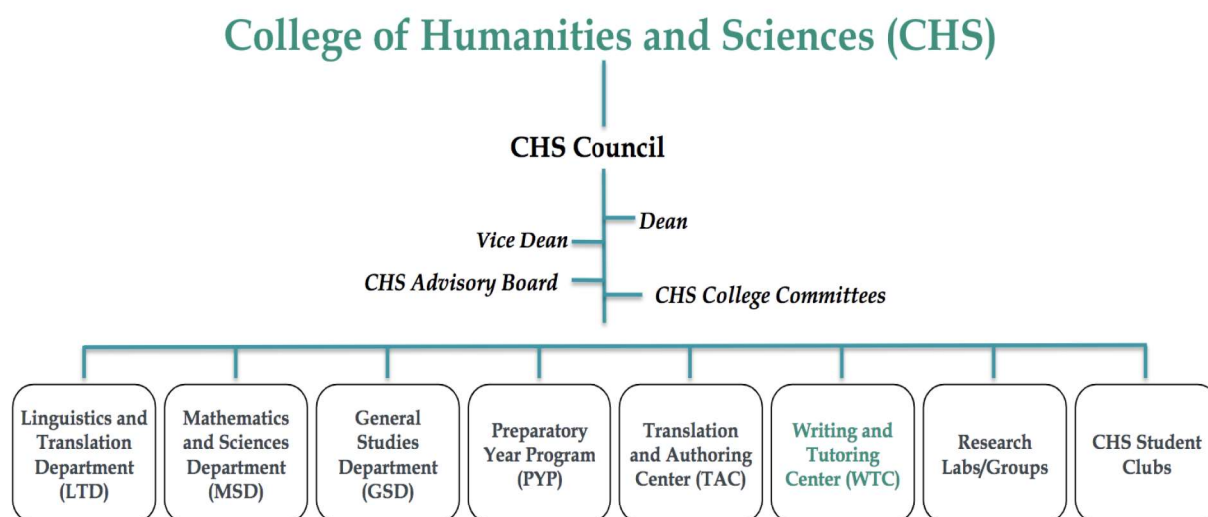 College of Humanities and Sciences (CHS)
CHS Council
Dean
Vice Dean
CHS Advisory Board
CHS College Committees
Linguistics and
Translation
Department
(LTD)
Mathematics
and Sciences
Department
(MSD)
General
Studies
Department
(GSD)
Preparatory
Year Program
(PYP)
Translation
and Authoring
Center (TAC)
Writing and
Tutoring
Center (WTC)
Research
Labs/Groups
CHS Student
Clubs